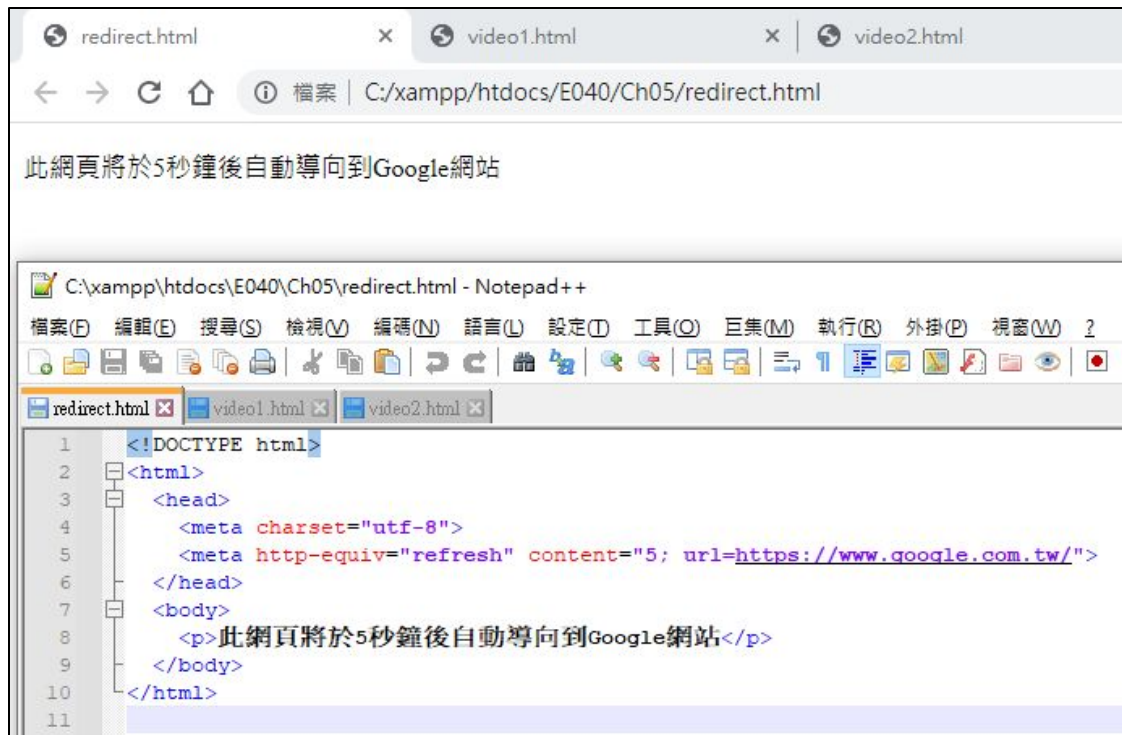 redirect.html × video1.html × video2.html
檔案 | C:/xampp/htdocs/E040/Ch05/redirect.html
此網頁將於5秒鐘後自動導向到Google網站
C:\xampp\htdocs\E040\Ch05\redirect.html - Notepad++
檔案(F) 編輯(E) 搜尋(S) 檢視(V) 編碼(N) 語言(L) 設定(T) 工具(O) 巨集(M) 執行(R) 外掛(P) 視窗(W) ?
redirect.html video1.html video2.html
1 <!DOCTYPE html>
2 <html>
3 <head>
4 <meta charset="utf-8">
5 <meta http-equiv="refresh" content="5; url=https://www.google.com.tw/">
6 </head>
7 <body>
8 <p>此網頁將於5秒鐘後自動導向到Google網站</p>
9 </body>
10 </html>
11